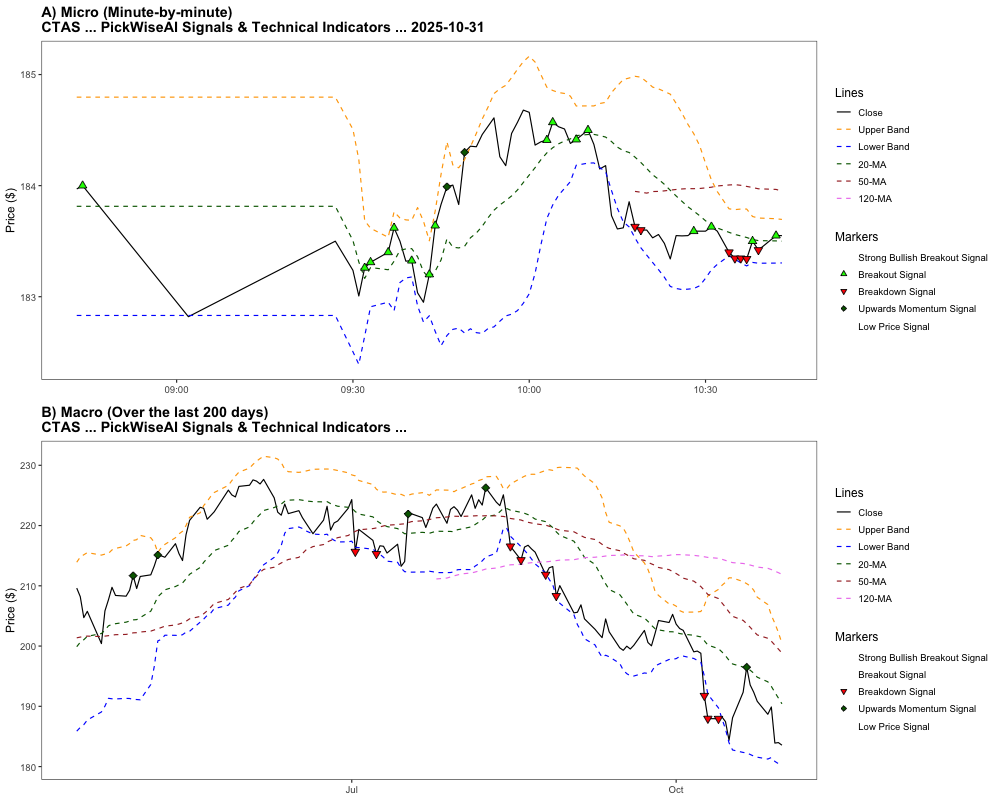 A) Micro (Minute-by-minute)
CTAS ... PickWiseAI Signals & Technical Indicators ... 2025-10-31
185
184
183
Price ($)
09:00
09:30
10:00
10:30
Lines
Close
Upper Band
Lower Band
20-MA
50-MA
120-MA
Markers
Strong Bullish Breakout Signal
Breakout Signal
Breakdown Signal
Upwards Momentum Signal
Low Price Signal
B) Macro (Over the last 200 days)
CTAS ... PickWiseAI Signals & Technical Indicators ...
230
220
210
200
190
180
Price ($)
Jul
Oct
Lines
Close
Upper Band
Lower Band
20-MA
50-MA
120-MA
Markers
Strong Bullish Breakout Signal
Breakout Signal
Breakdown Signal
Upwards Momentum Signal
Low Price Signal